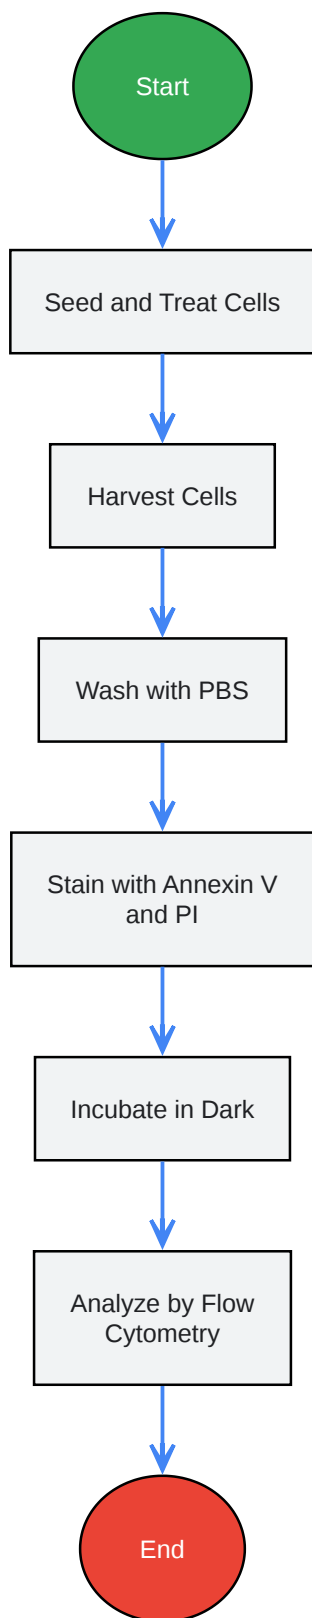 Start
Seed and Treat Cells
Harvest Cells
Wash with PBS
Stain with Annexin V
and PI
Incubate in Dark
Analyze by Flow
Cytometry
End